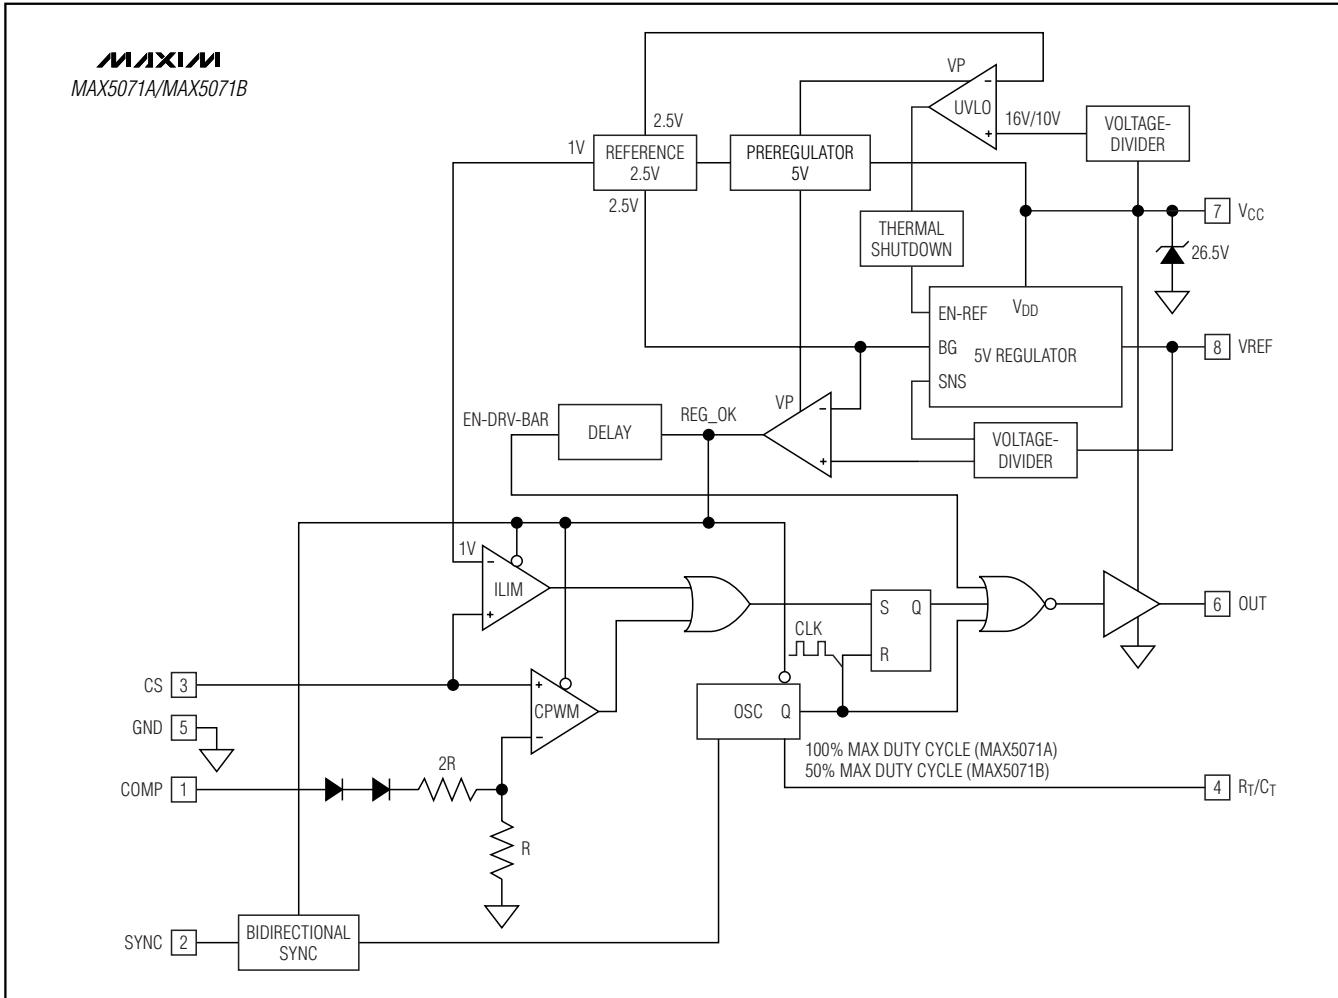 MAXIM
MAX5071A/MAX5071B
VP
2.5V
UVLO
16V/10V
VOLTAGE-
DIVIDER
1V
REFERENCE
2.5V
PREREGULATOR
5V
2.5V
7
VCC
THERMAL
SHUTDOWN
26.5V
EN-REF
VDD
BG
5V REGULATOR
8
VREF
SNS
VP
EN-DRV-BAR
DELAY
REG_OK
-
+
VOLTAGE-
DIVIDER
1V
-
ILIM
+
S
Q
6
OUT
CLK
R
CS
3
+
CPWM
-
OSC
Q
GND
5
100% MAX DUTY CYCLE (MAX5071A)
50% MAX DUTY CYCLE (MAX5071B)
2R
COMP
1
4
RT/CT
R
SYNC
2
BIDIRECTIONAL
SYNC